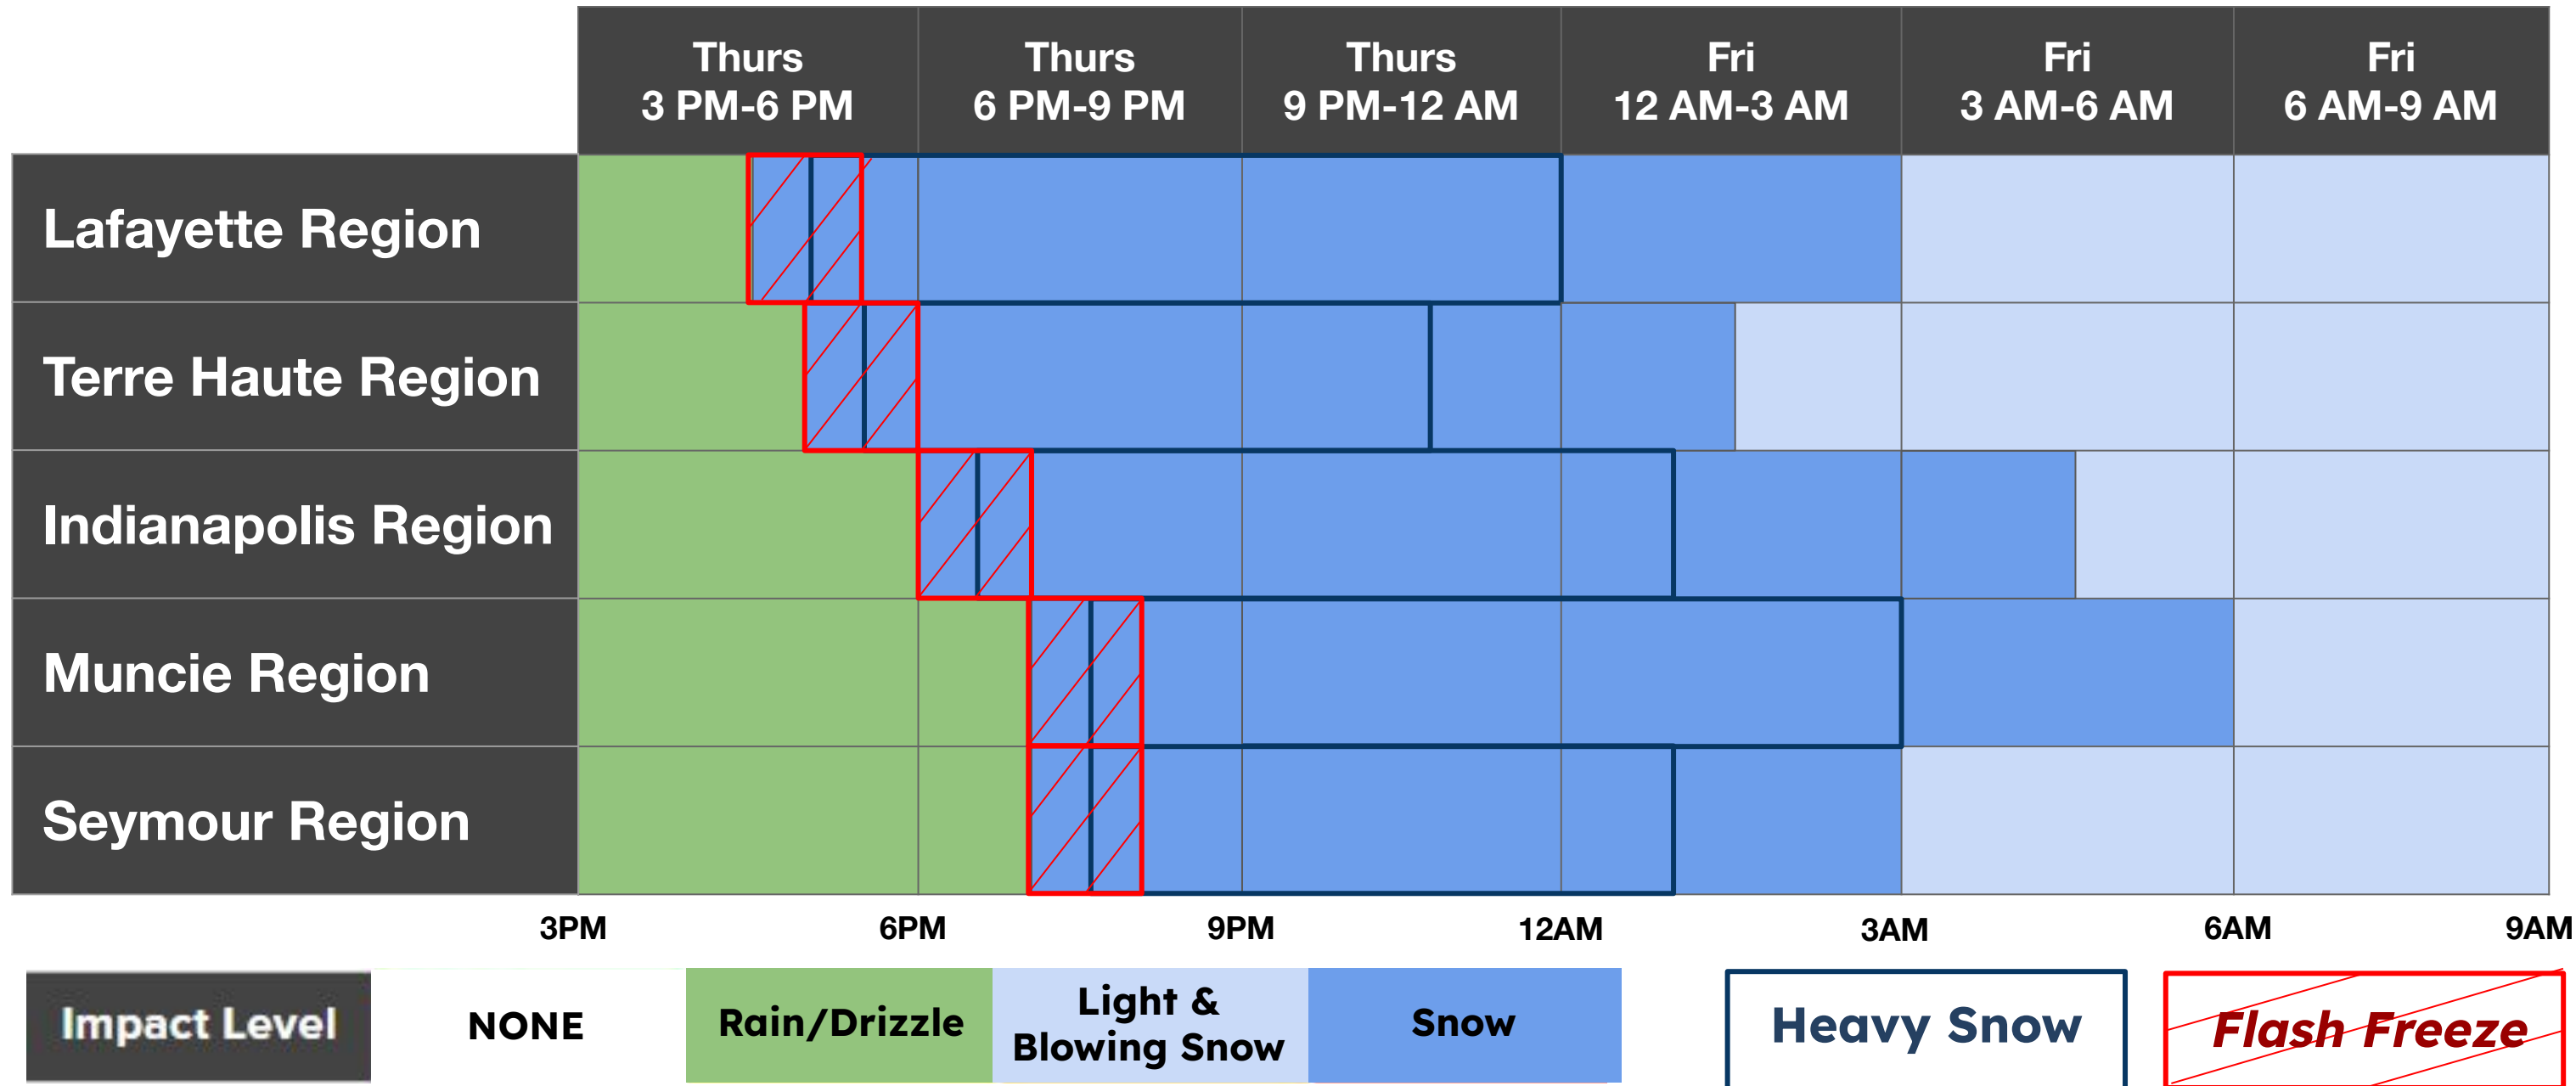 Thurs
3 PM-6 PM
Thurs
6 PM-9 PM
Thurs
9 PM-12 AM
Fri
12 AM-3 AM
Fri
3 AM-6 AM
Fri
6 AM-9 AM
Lafayette Region
Terre Haute Region
Indianapolis Region
Muncie Region
Seymour Region
3PM
6PM
9PM
12AM
3AM
6AM
9AM
Impact Level
NONE
Rain/Drizzle
Light &
Blowing Snow
Snow
Heavy Snow
Flash Freeze